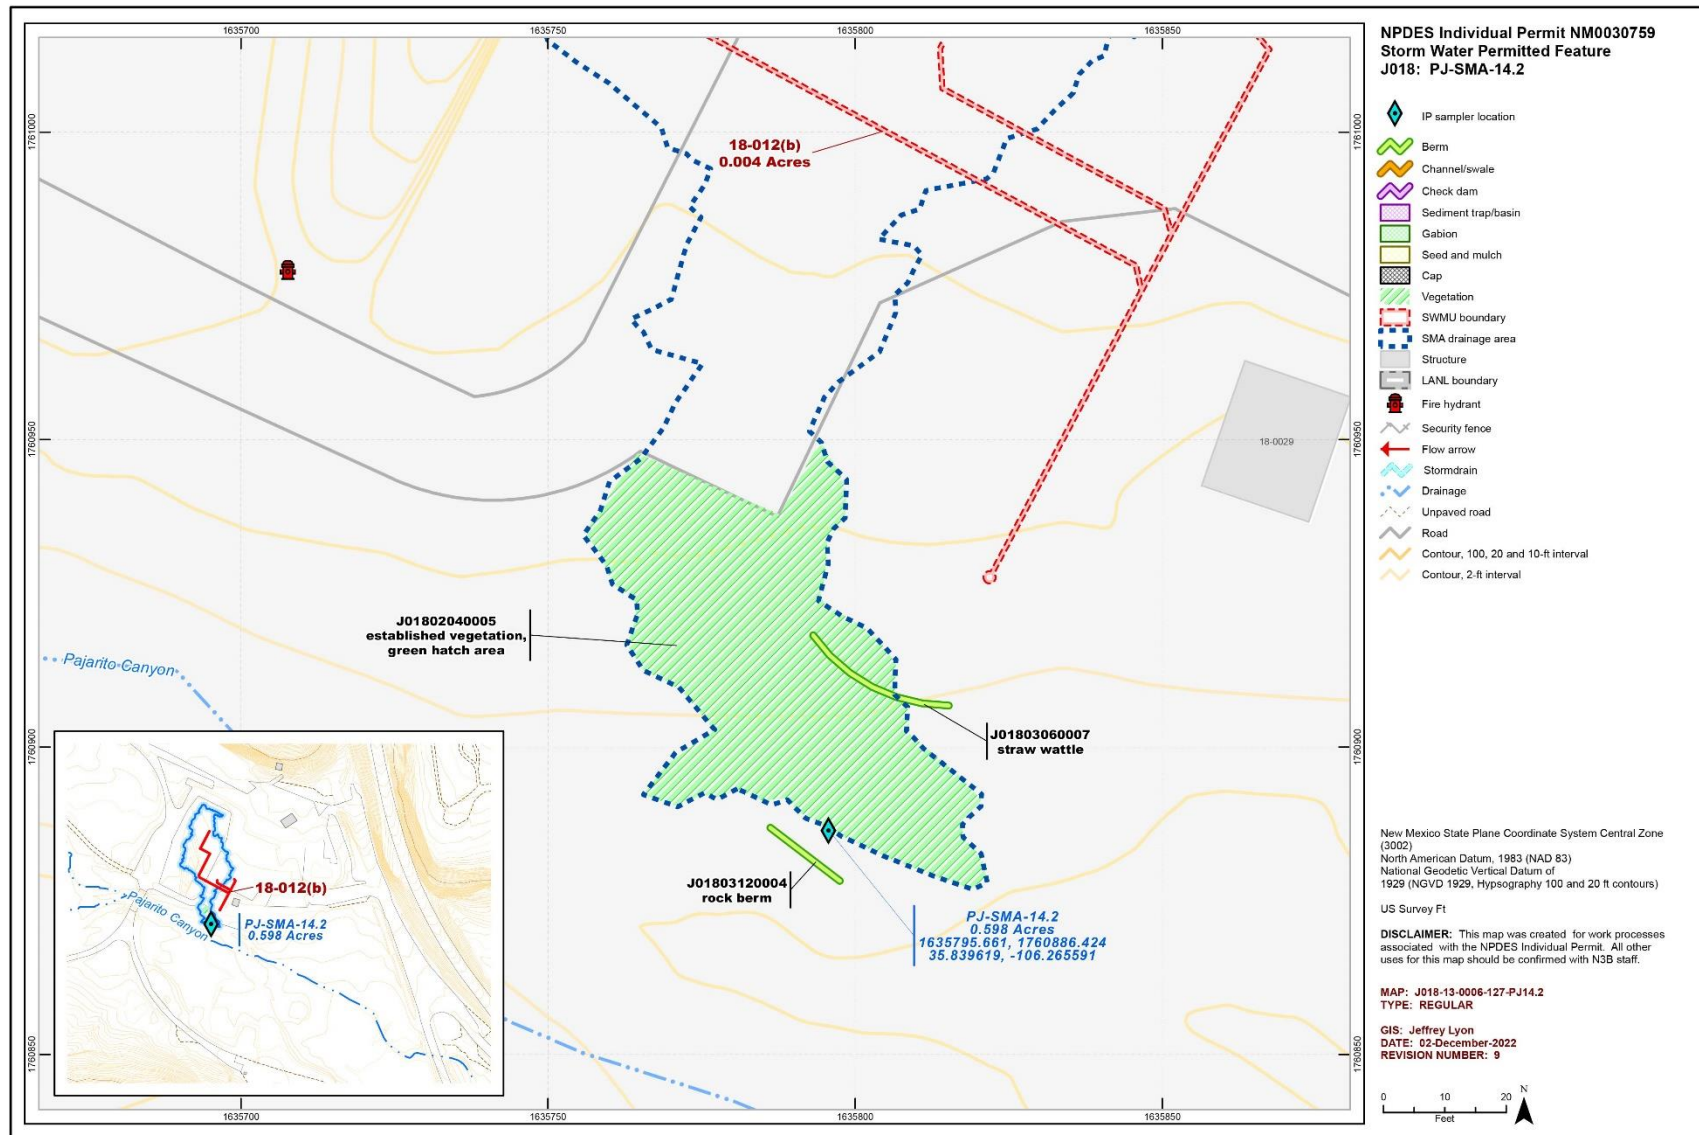 1635700
1635750
1635800
1635850
NPDES Individual Permit NM0030759
Storm Water Permitted Feature
J018: PJ-SMA-14.2
IP sampler location
Berm
Channel/swale
Check dam
Sediment trap/basin
Gabion
Seed and mulch
Cap
Vegetation
SWMU boundary
SMA drainage area
Structure
LANL boundary
Fire hydrant
Security fence
Flow arrow
Stormdrain
Drainage
Unpaved road
Road
Contour, 100, 20 and 10-ft interval
Contour, 2-ft interval
1761000
1761000
18-012(b)
0.004 Acres
1760950
1760950
18-0029
J01802040005
established vegetation,
green hatch area
Pajarito Canyon
J01803060007
straw wattle
1760900
1760900
J01803120004
rock berm
PJ-SMA-14.2
0.598 Acres
1635795.661, 1760886.424
35.839619, -106.265591
18-012(b)
Pajarito Canyon
PJ-SMA-14.2
0.598 Acres
1760850
1760850
1635700
1635750
1635800
1635850
New Mexico State Plane Coordinate System Central Zone
(3002)
North American Datum, 1983 (NAD 83)
National Geodetic Vertical Datum of
1929 (NGVD 1929, Hypsography 100 and 20 ft contours)
US Survey Ft
DISCLAIMER: This map was created for work processes
associated with the NPDES Individual Permit. All other
uses for this map should be confirmed with N3B staff.
MAP: J018-13-0006-127-PJ14.2
TYPE: REGULAR
GIS: Jeffrey Lyon
DATE: 02-December-2022
REVISION NUMBER: 9
N
0 10 20
Feet